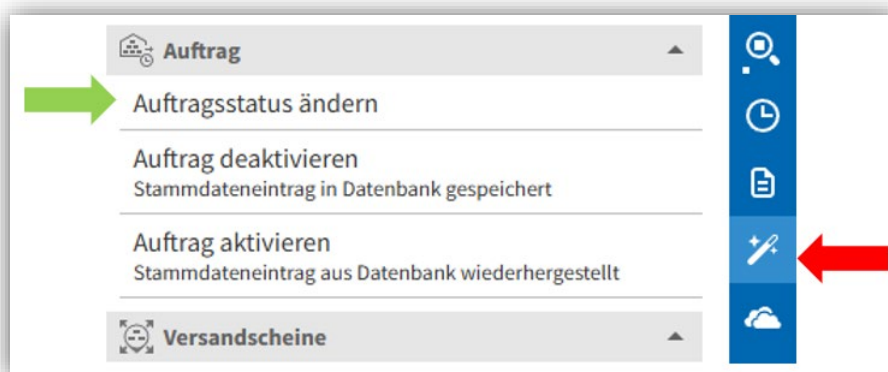 Auftrag
Auftragsstatus ändern
Auftrag deaktivieren
Stammdateneintrag in Datenbank gespeichert
Auftrag aktivieren
Stammdateneintrag aus Datenbank wiederhergestellt
Versandscheine